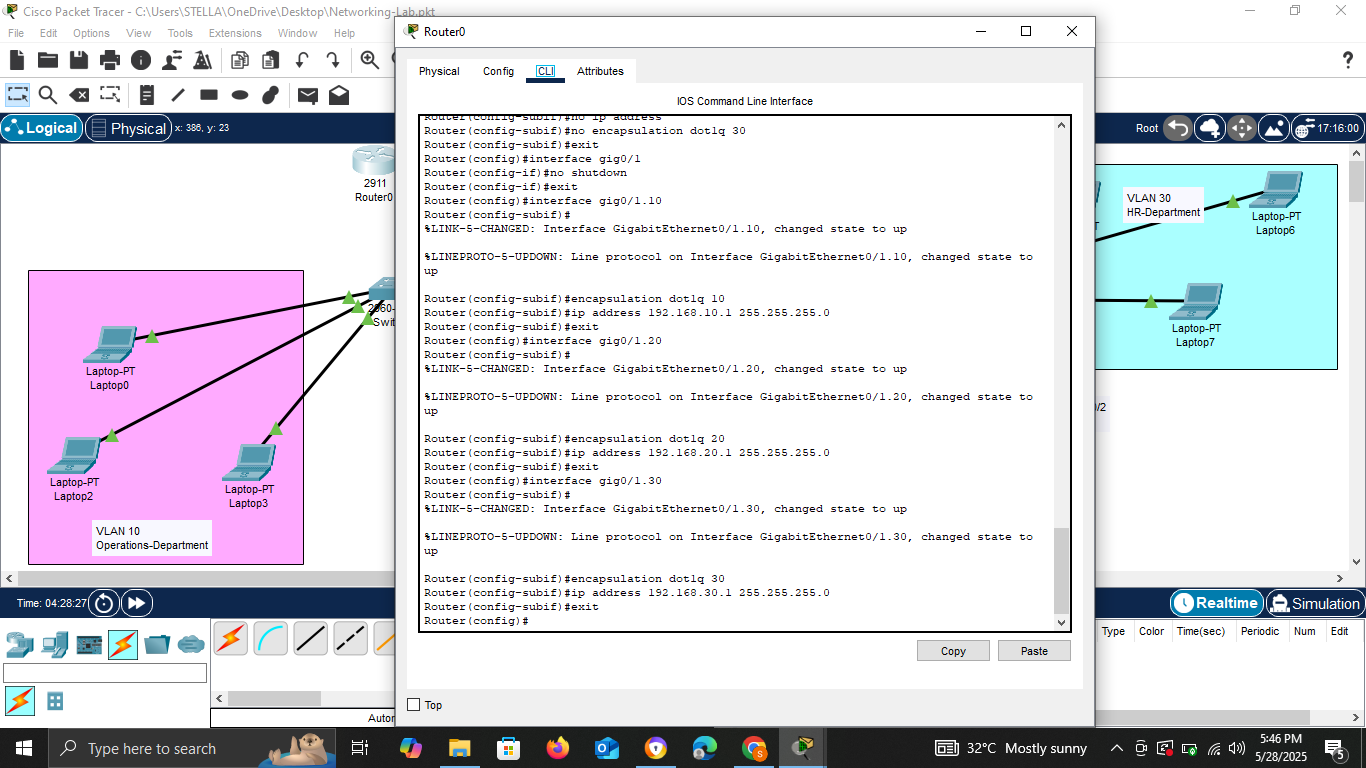 Cisco Packet Tracer - C:\Users\STELLA\OneDrive\Desktop\Networking-Lab.pkt
File Edit Options View Tools Extensions Window Help
Logical
Physical
x: 386, y: 23
Root
17:16:00
2911
Router0
2960-
Swit
Laptop-PT
Laptop0
Laptop-PT
Laptop2
Laptop-PT
Laptop3
VLAN 10
Operations-Department
Router0
Physical Config CLI Attributes
IOS Command Line Interface
Router(config-subif)#no ip address
Router(config-subif)#no encapsulation dot1q 30
Router(config-subif)#exit
Router(config)#interface gig0/1
Router(config-if)#no shutdown
Router(config-if)#exit
Router(config)#interface gig0/1.10
Router(config-subif)#
%LINK-5-CHANGED: Interface GigabitEthernet0/1.10, changed state to up
%LINEPROTO-5-UPDOWN: Line protocol on Interface GigabitEthernet0/1.10, changed state to
up
Router(config-subif)#encapsulation dot1q 10
Router(config-subif)#ip address 192.168.10.1 255.255.255.0
Router(config-subif)#exit
Router(config)#interface gig0/1.20
Router(config-subif)#
%LINK-5-CHANGED: Interface GigabitEthernet0/1.20, changed state to up
%LINEPROTO-5-UPDOWN: Line protocol on Interface GigabitEthernet0/1.20, changed state to
up
Router(config-subif)#encapsulation dot1q 20
Router(config-subif)#ip address 192.168.20.1 255.255.255.0
Router(config-subif)#exit
Router(config)#interface gig0/1.30
Router(config-subif)#
%LINK-5-CHANGED: Interface GigabitEthernet0/1.30, changed state to up
%LINEPROTO-5-UPDOWN: Line protocol on Interface GigabitEthernet0/1.30, changed state to
up
Router(config-subif)#encapsulation dot1q 30
Router(config-subif)#ip address 192.168.30.1 255.255.255.0
Router(config-subif)#exit
Router(config)#
Copy
Paste
Top
VLAN 30
HR-Department
Laptop-PT
Laptop6
Laptop-PT
Laptop7
/2
Time: 04:28:27
Realtime
Simulation
Type Color Time(sec) Periodic Num Edit
Autor
Type here to search
32°C Mostly sunny
5:46 PM
5/28/2025
5